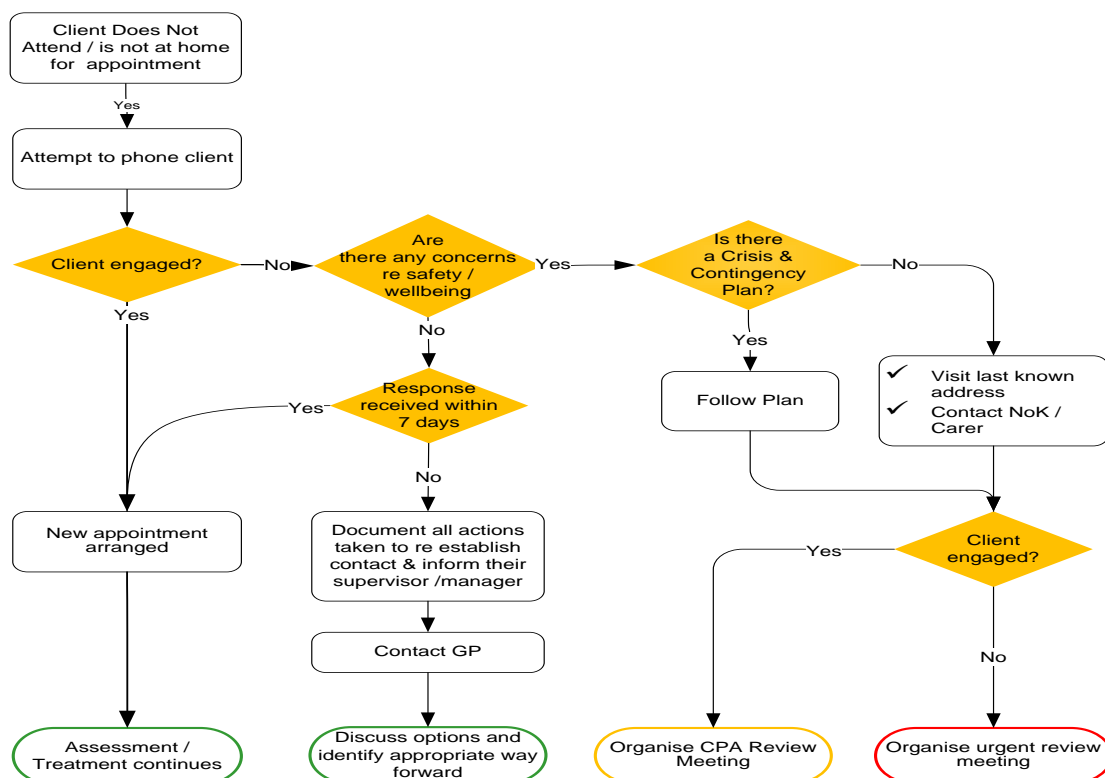 Client Does Not
Attend / is not at home
for appointment
Yes
Attempt to phone client
Client engaged?
No
Are
there any concerns
re safety /
wellbeing
Yes
Is there
a Crisis &
Contingency
Plan?
No
Yes
No
Yes
Response
received within
7 days
Yes
Follow Plan
✓ Visit last known
address
✓ Contact NoK /
Carer
No
New appointment
arranged
Document all actions
taken to re establish
contact & inform their
supervisor /manager
Client
engaged?
Yes
Contact GP
No
Assessment /
Treatment continues
Discuss options and
identify appropriate way
forward
Organise CPA Review
Meeting
Organise urgent review
meeting